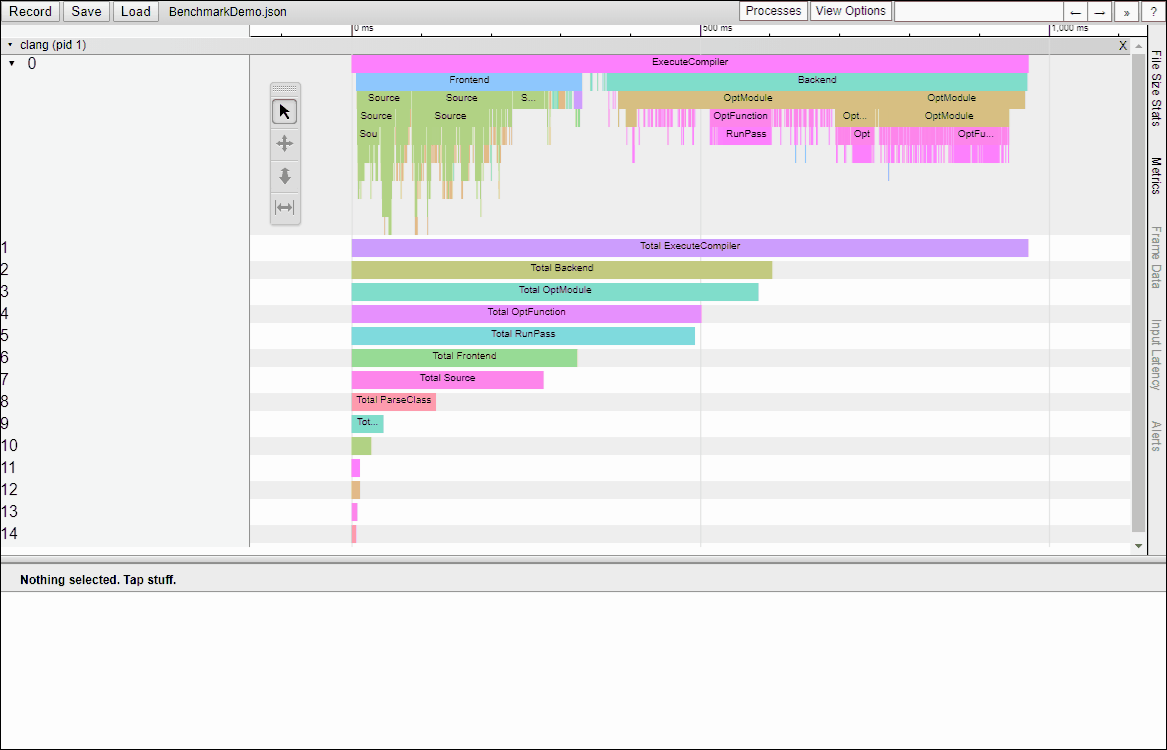 Record Save Load BenchmarkDemo.json Processes View Options ← → » ?
0 ms 500 ms 1,000 ms
▾ clang (pid 1) X
▾ 0 ExecuteCompiler
Frontend Backend
Source Source S... OptModule OptModule
Source Source OptFunction Opt... OptModule
Sou RunPass Opt OptFu...
1 Total ExecuteCompiler
2 Total Backend
3 Total OptModule
4 Total OptFunction
5 Total RunPass
6 Total Frontend
7 Total Source
8 Total ParseClass
9 Tot...
10
11
12
13
14
File Size Stats
Metrics
Frame Data
Input Latency
Alerts
Nothing selected. Tap stuff.